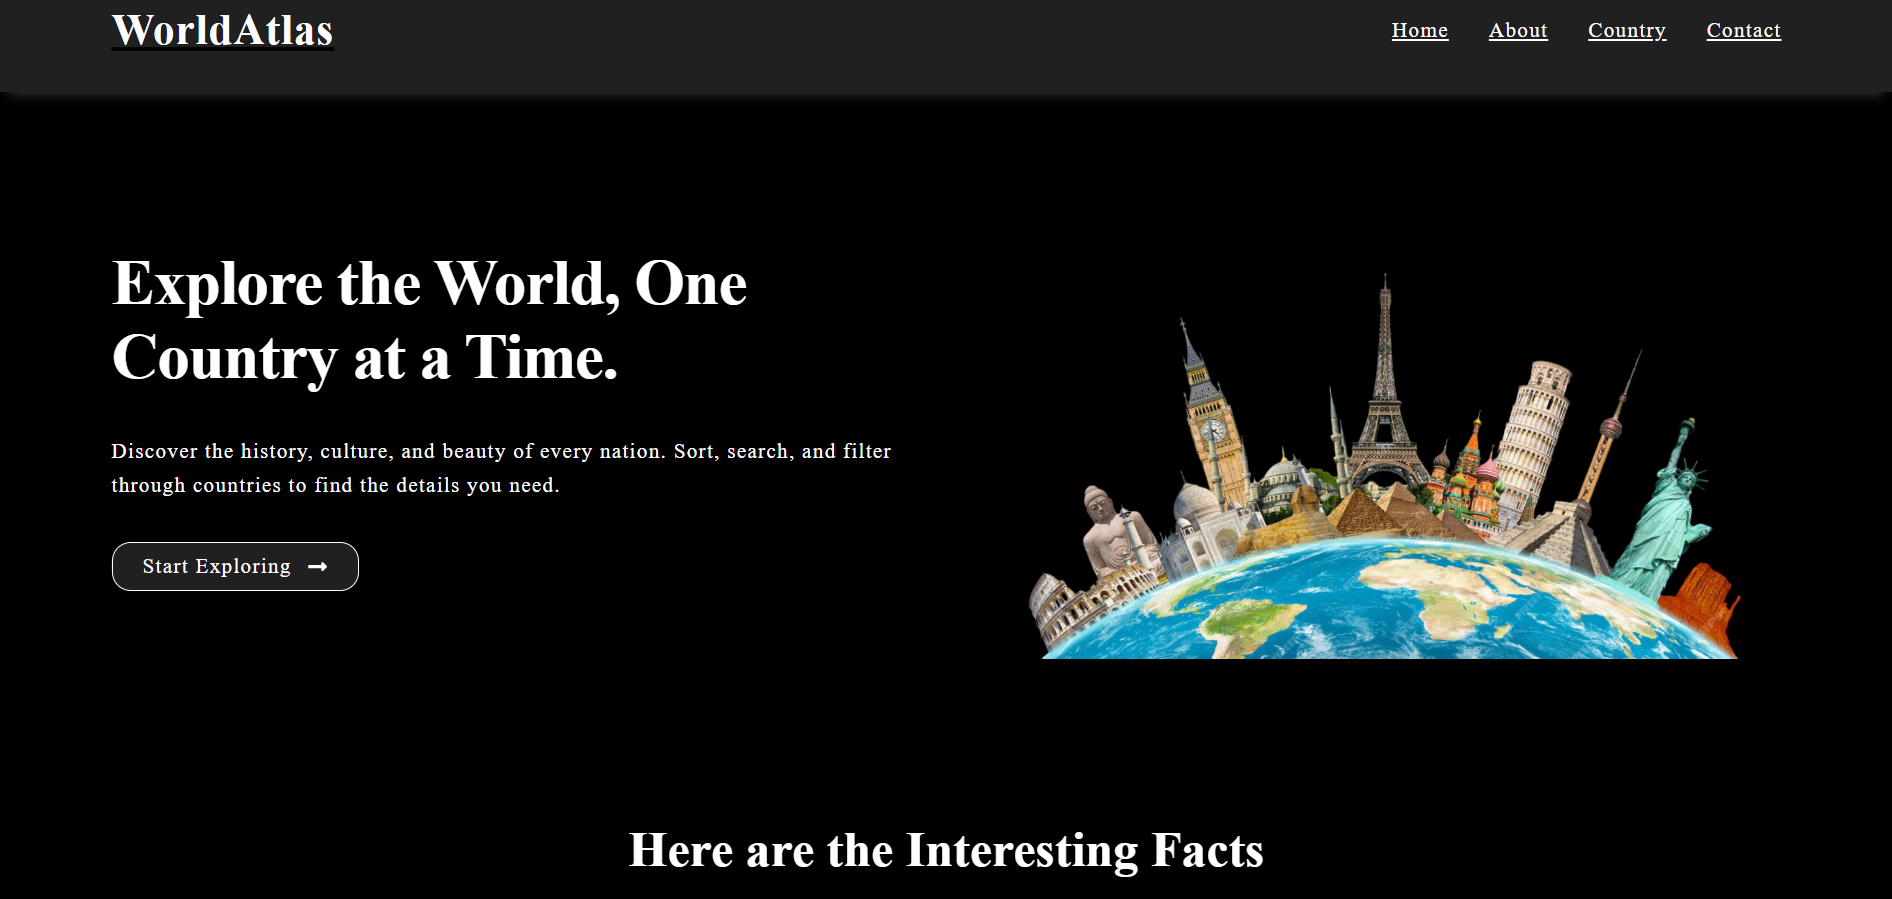 WorldAtlas
Home About Country Contact
Explore the World, One
Country at a Time.
Discover the history, culture, and beauty of every nation. Sort, search, and filter
through countries to find the details you need.
Start Exploring
Here are the Interesting Facts